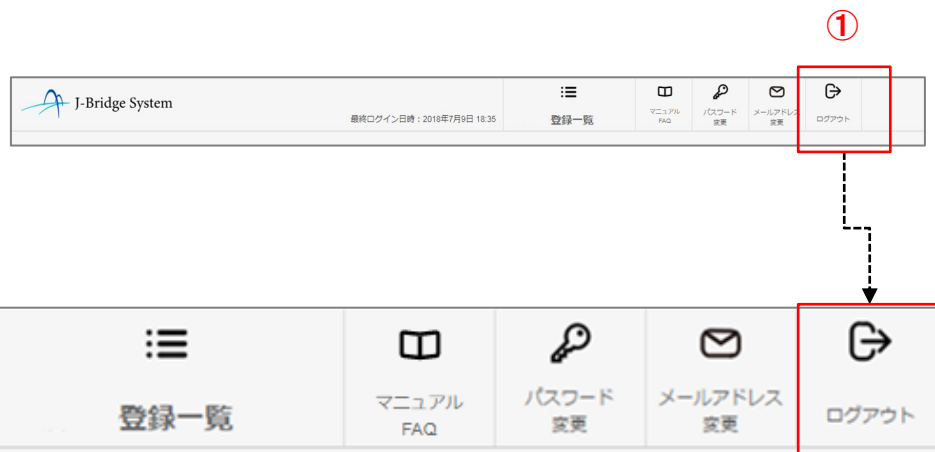 ①
J-Bridge System
最終ログイン日時：2018年7月9日 18:35
登録一覧
マニュアル
FAQ
パスワード
変更
メールアドレス
変更
ログアウト
登録一覧
マニュアル
FAQ
パスワード
変更
メールアドレス
変更
ログアウト